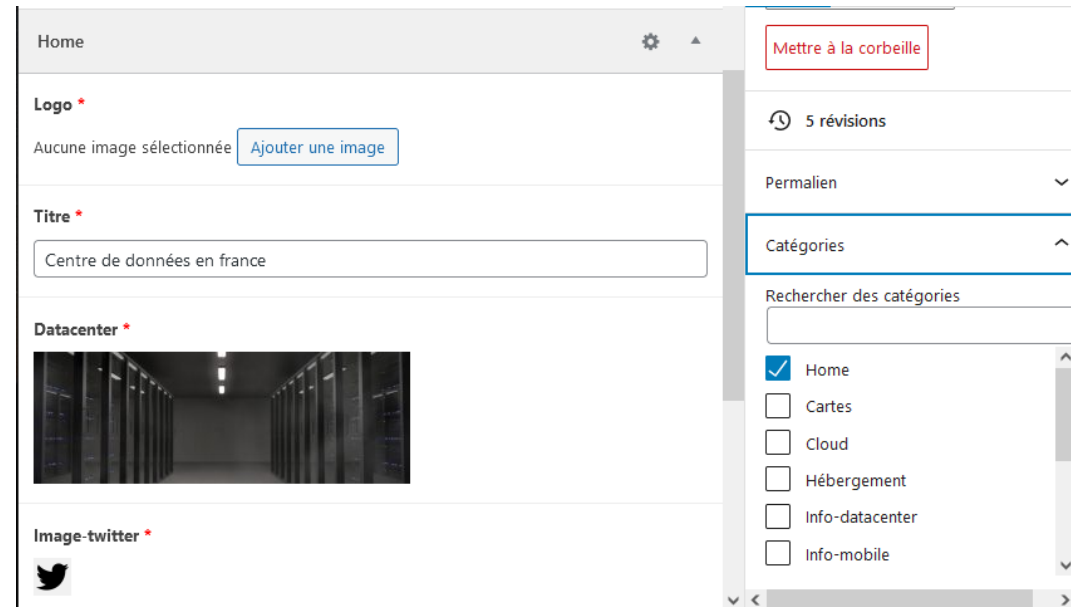 Home
Logo *
Aucune image sélectionnée Ajouter une image
Titre *
Centre de données en france
Datacenter *
Image-twitter *
Mettre à la corbeille
5 révisions
Permalien
Catégories
Rechercher des catégories
Home
Cartes
Cloud
Hébergement
Info-datacenter
Info-mobile